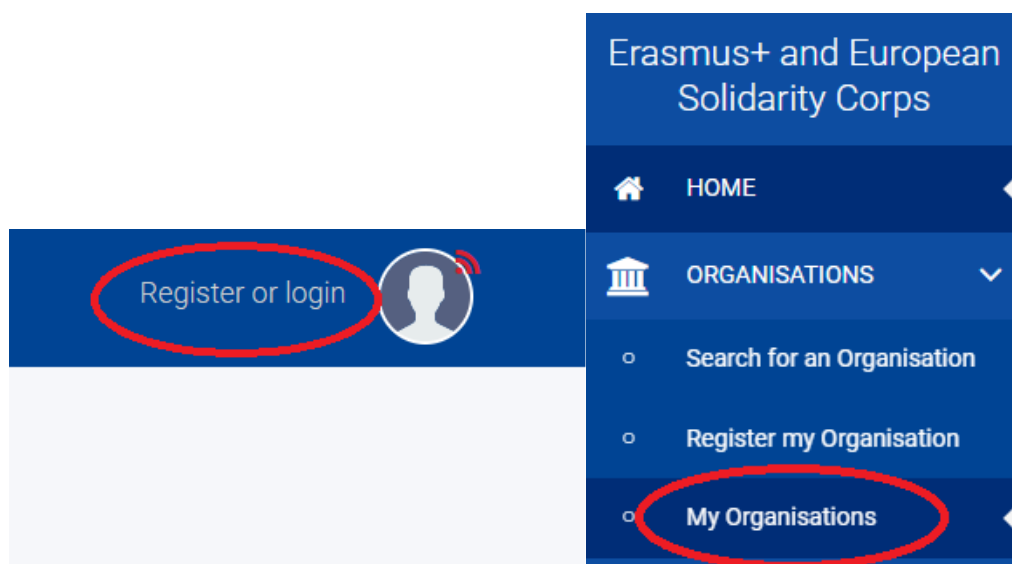 Register or login
Erasmus+ and European
Solidarity Corps
HOME
ORGANISATIONS
Search for an Organisation
Register my Organisation
My Organisations